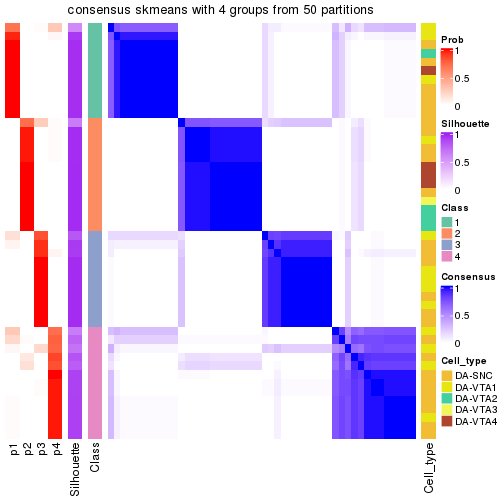 consensus skmeans with 4 groups from 50 partitions
p1
p2
p3
p4
Silhouette
Class
Cell_type
Prob
1
0.5
0
Silhouette
1
0.5
0
Class
1
2
3
4
Consensus
1
0.5
0
Cell_type
DA-SNC
DA-VTA1
DA-VTA2
DA-VTA3
DA-VTA4